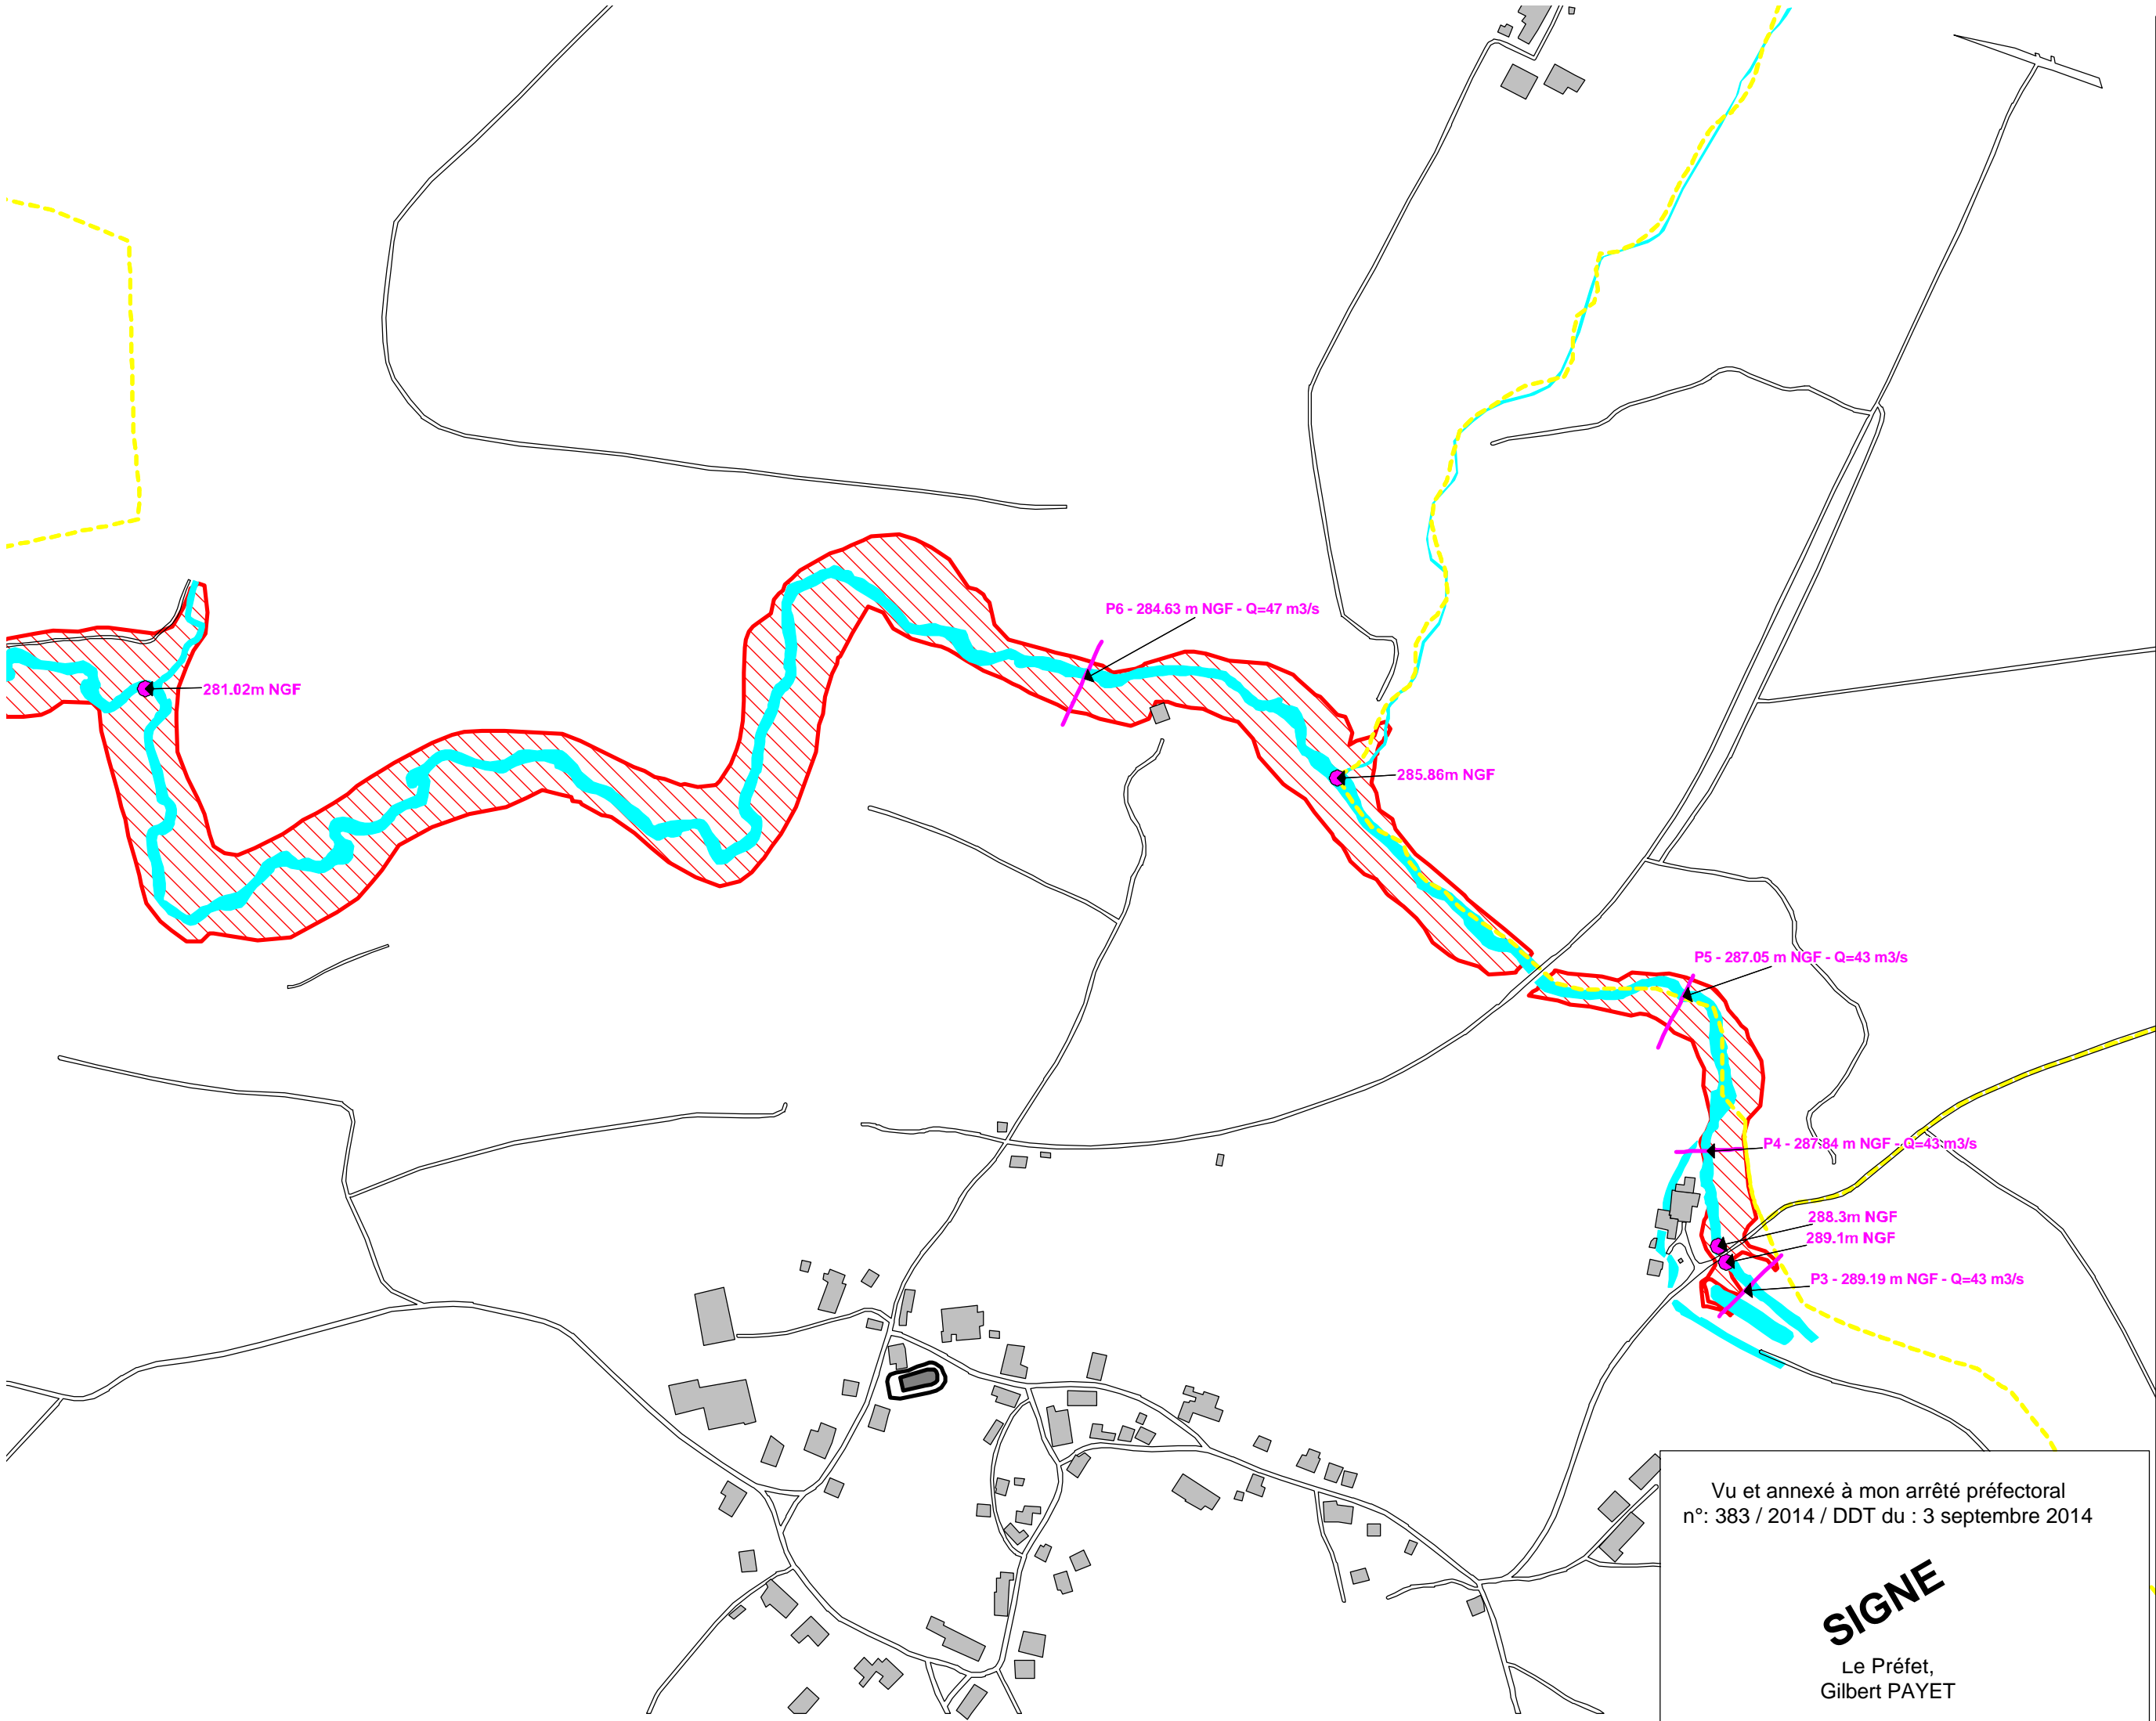 P6 - 284.63 m NGF - Q=47 m3/s
281.02m NGF
285.86m NGF
P5 - 287.05 m NGF - Q=43 m3/s
P4 - 287.84 m NGF - Q=43 m3/s
288.3m NGF
289.1m NGF
P3 - 289.19 m NGF - Q=43 m3/s
Vu et annexé à mon arrêté préfectoral
n°: 383 / 2014 / DDT du : 3 septembre 2014
SIGNE
Le Préfet,
Gilbert PAYET